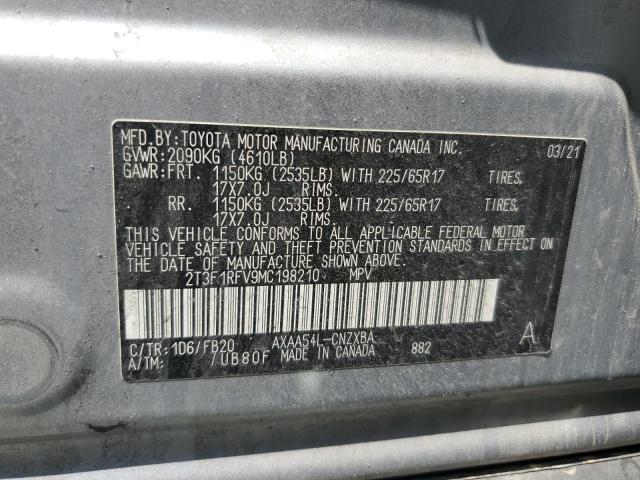 MFD. BY: TOYOTA MOTOR MANUFACTURING CANADA INC. 03/21
GVWR: 2090KG (4610LB)
GAWR: FRT. 1150KG (2535LB) WITH 225/65R17 TIRES,
17X7.0J RIMS.
RR. 1150KG (2535LB) WITH 225/65R17 TIRES,
17X7.0J RIMS.
THIS VEHICLE CONFORMS TO ALL APPLICABLE FEDERAL MOTOR
VEHICLE SAFETY AND THEFT PREVENTION STANDARDS IN EFFECT
ON THE DATE OF MANUFACTURE SHOWN ABOVE.
2T3F1RFV9MC198210 MPV
C/TR: 1D6/FB20 AXAA54L-CNZXBA A
A/TM: /UB80F MADE IN CANADA 882